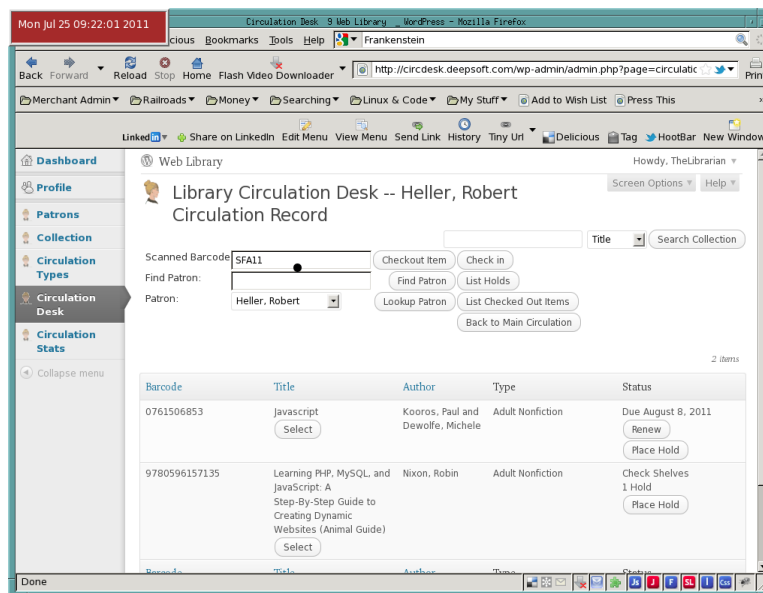 Mon Jul 25 09:22:01 2011
Circulation Desk 9 Web Library _ WordPress - Mozilla Firefox
Bookmarks Tools Help Frankenstein
Back Forward Reload Stop Home Flash Video Downloader http://circdesk.deepsoft.com/wp-admin/admin.php?page=circulatic
Merchant Admin Railroads Money Searching Linux & Code My Stuff Add to Wish List Press This
Linked in Share on LinkedIn Edit Menu View Menu Send Link History Tiny Url Delicious Tag HootBar New Window
Dashboard
Profile
Patrons
Collection
Circulation
Types
Circulation
Desk
Circulation
Stats
Collapse menu
Web Library Howdy, TheLibrarian
Screen Options Help
Library Circulation Desk -- Heller, Robert
Circulation Record
Title Search Collection
Scanned Barcode SFA11 Checkout Item Check in
Find Patron: Find Patron List Holds
Patron: Heller, Robert Lookup Patron List Checked Out Items
Back to Main Circulation
2 items
Barcode Title Author Type Status
0761506853 Javascript Kooros, Paul and Adult Nonfiction Due August 8, 2011
Select Dewolfe, Michele Renew
Place Hold
9780596157135 Learning PHP, MySQL, and Nixon, Robin Adult Nonfiction Check Shelves
JavaScript: A 1 Hold
Step-By-Step Guide to Place Hold
Creating Dynamic
Websites (Animal Guide)
Select
Barcode Title Author Type Status
Done